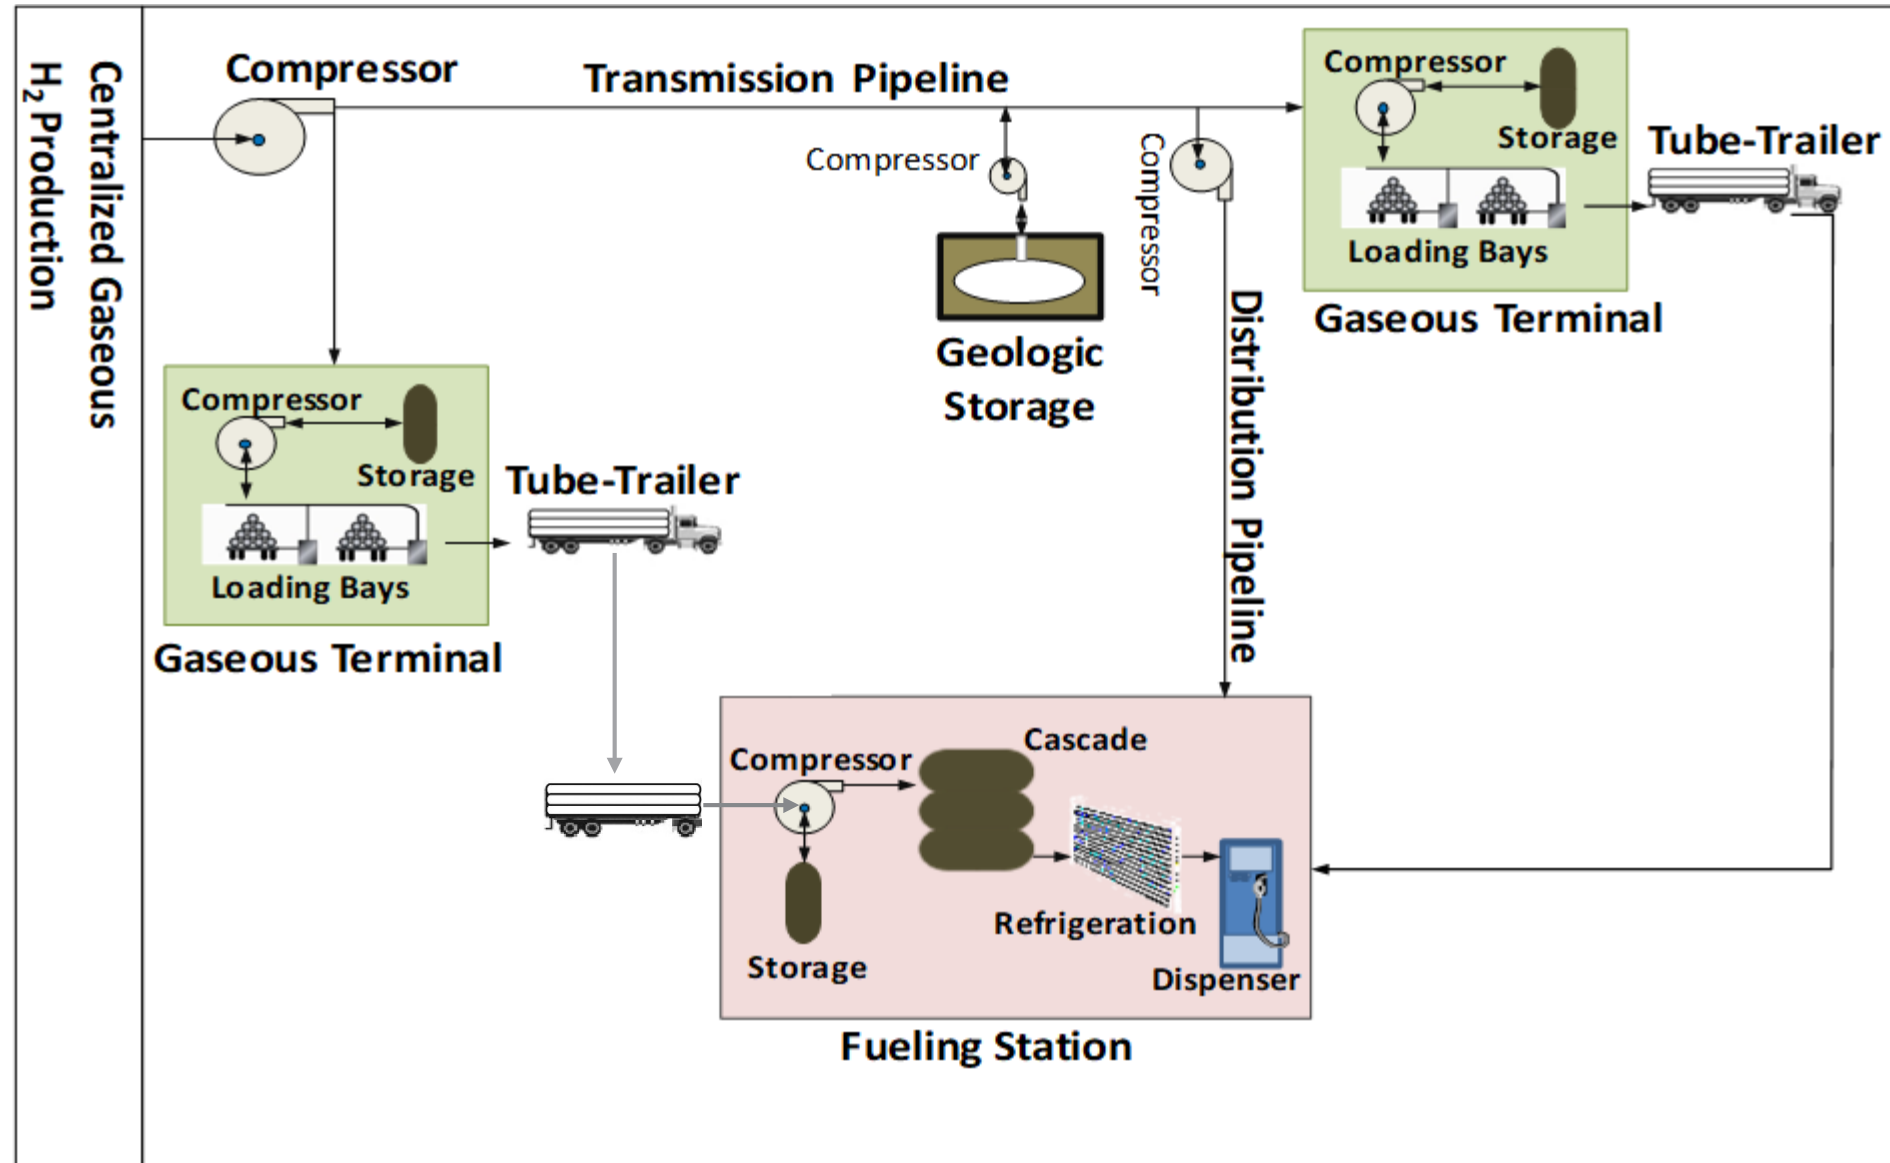 Centralized Gaseous
H₂ Production
Compressor
Transmission Pipeline
Compressor
Compressor
Compressor
Storage
Loading Bays
Gaseous Terminal
Tube-Trailer
Geologic
Storage
Distribution Pipeline
Compressor
Storage
Loading Bays
Gaseous Terminal
Tube-Trailer
Compressor
Cascade
Storage
Refrigeration
Dispenser
Fueling Station